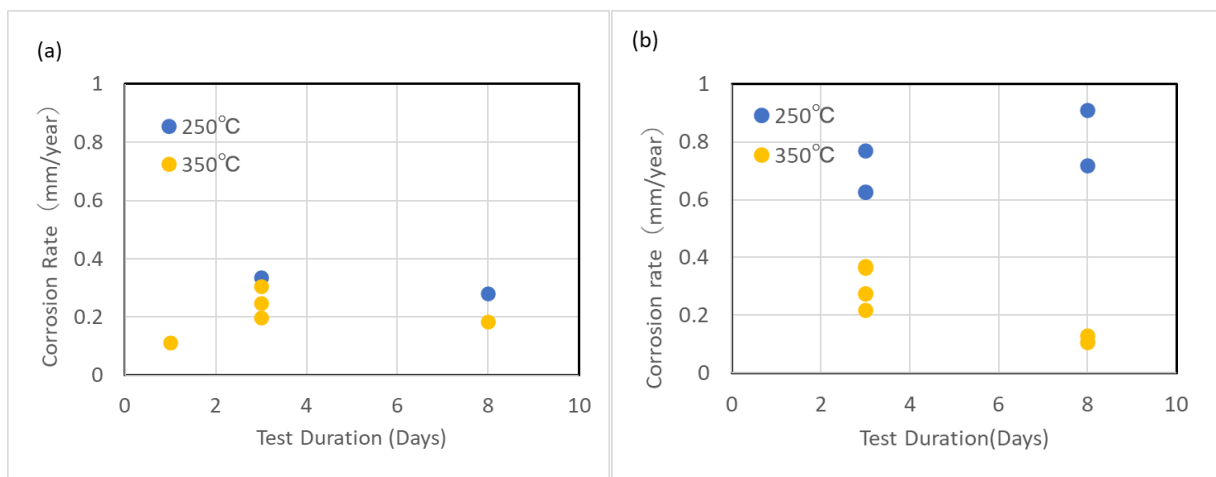 (a)
Corrosion Rate（mm/year）
1
0.8
0.6
0.4
0.2
0
250℃
350℃
0 2 4 6 8 10
Test Duration (Days)
(b)
Corrosion rate（mm/year）
1
0.8
0.6
0.4
0.2
0
250℃
350℃
0 2 4 6 8 10
Test Duration(Days)